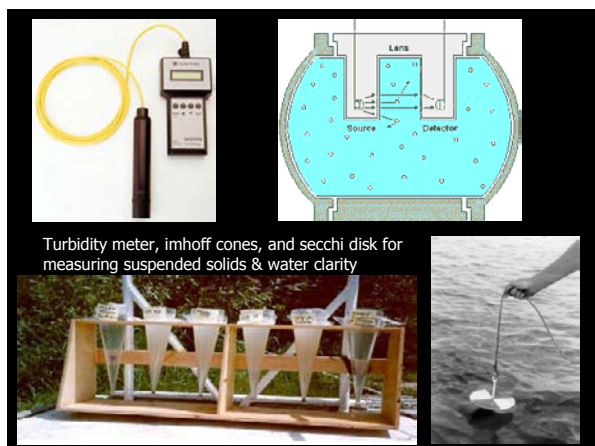 Lens
Source
Detector
Turbidity meter, imhoff cones, and secchi disk for
measuring suspended solids & water clarity